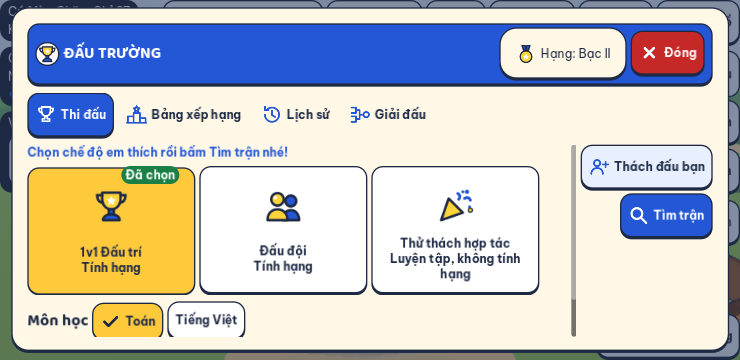 ĐẤU TRƯỜNG
Hạng: Bạc II
Đóng
Thi đấu
Bảng xếp hạng
Lịch sử
Giải đấu
Chọn chế độ em thích rồi bấm Tìm trận nhé!
Đã chọn
1v1 Đấu trí
Tính hạng
Đấu đội
Tính hạng
Thử thách hợp tác
Luyện tập, không tính
hạng
Thách đấu bạn
Tìm trận
Môn học
Toán
Tiếng Việt